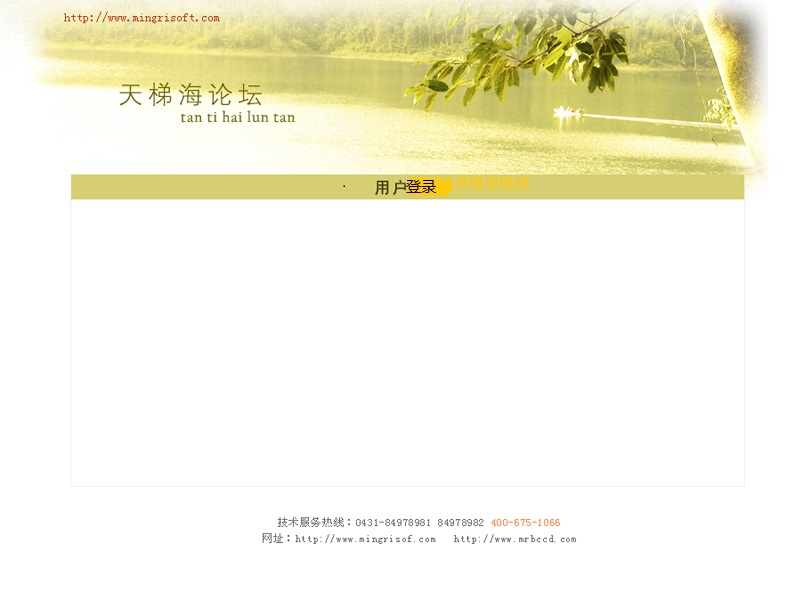 http://www.mingrisoft.com
天梯海论坛
tan ti hai lun tan
用户登录
技术服务热线：0431-84978981 84978982 400-675-1066
网址：http://www.mingrisof.com http://www.mrbccd.com